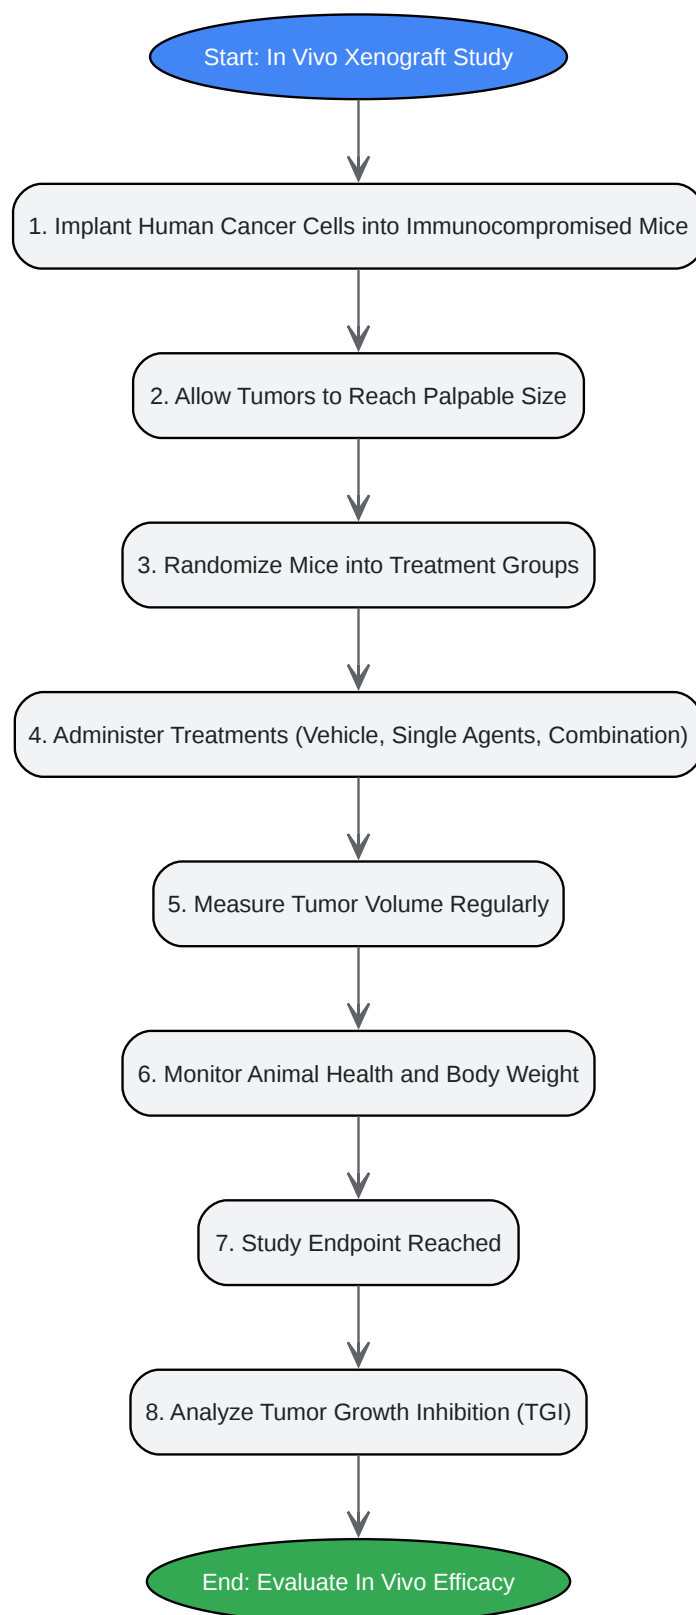 Start: In Vivo Xenograft Study
1. Implant Human Cancer Cells into Immunocompromised Mice
2. Allow Tumors to Reach Palpable Size
3. Randomize Mice into Treatment Groups
4. Administer Treatments (Vehicle, Single Agents, Combination)
5. Measure Tumor Volume Regularly
6. Monitor Animal Health and Body Weight
7. Study Endpoint Reached
8. Analyze Tumor Growth Inhibition (TGI)
End: Evaluate In Vivo Efficacy